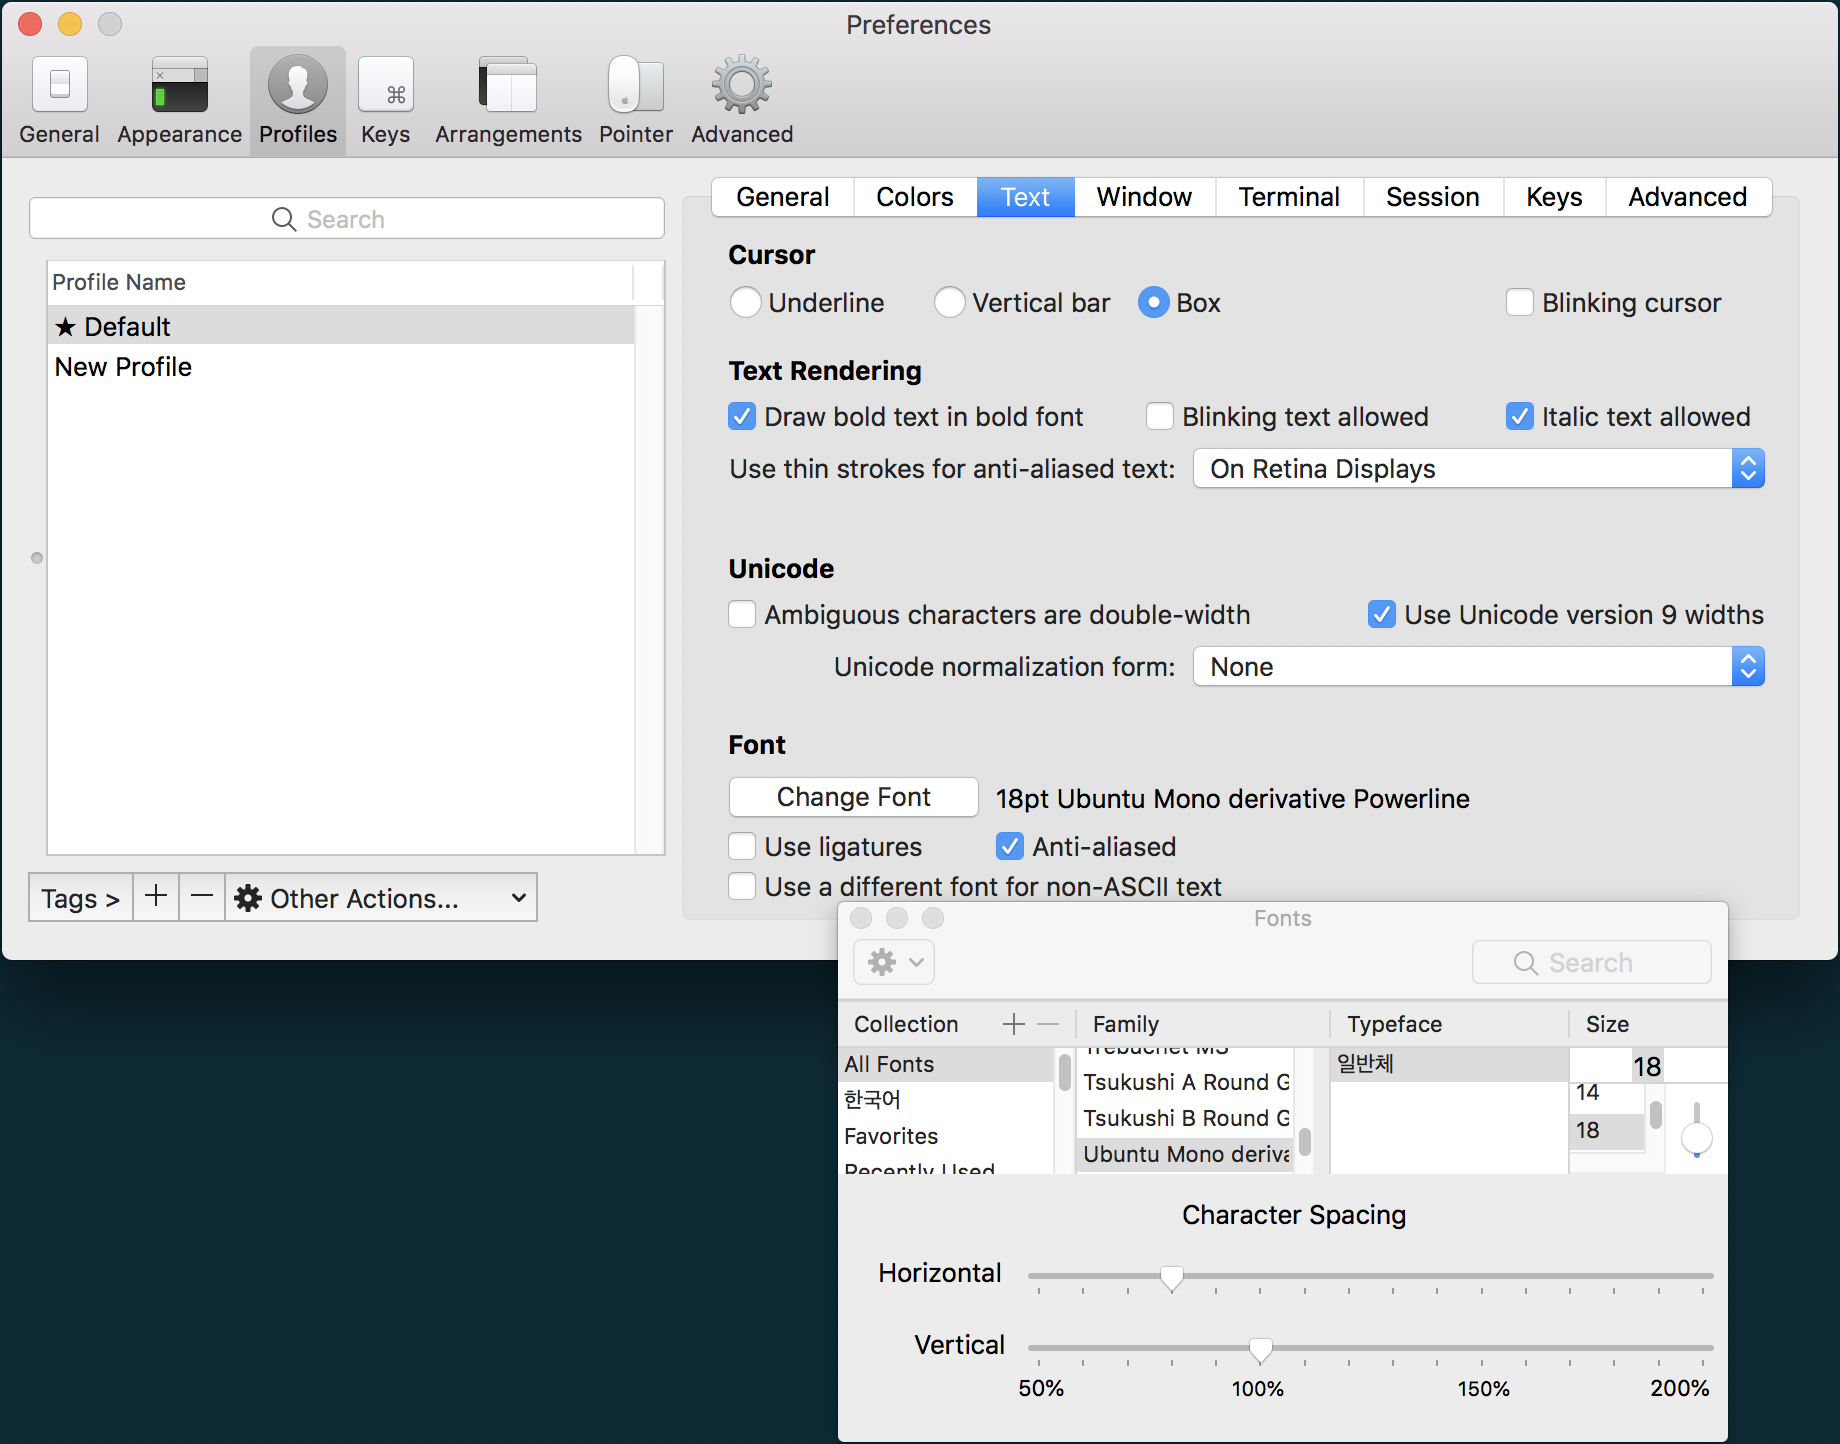 Preferences
General Appearance Profiles Keys Arrangements Pointer Advanced
General Colors Text Window Terminal Session Keys Advanced
Search
Profile Name
★ Default
New Profile
Tags > + − Other Actions...
Cursor
Underline Vertical bar Box Blinking cursor
Text Rendering
Draw bold text in bold font Blinking text allowed Italic text allowed
Use thin strokes for anti-aliased text: On Retina Displays
Unicode
Ambiguous characters are double-width Use Unicode version 9 widths
Unicode normalization form: None
Font
Change Font 18pt Ubuntu Mono derivative Powerline
Use ligatures Anti-aliased
Use a different font for non-ASCII text
Fonts
Search
Collection + − Family Typeface Size
All Fonts Trebuchet MS 일반체 18
한국어 Tsukushi A Round G 14
Favorites Tsukushi B Round G 18
Recently Used Ubuntu Mono deriva
Character Spacing
Horizontal
Vertical
50% 100% 150% 200%